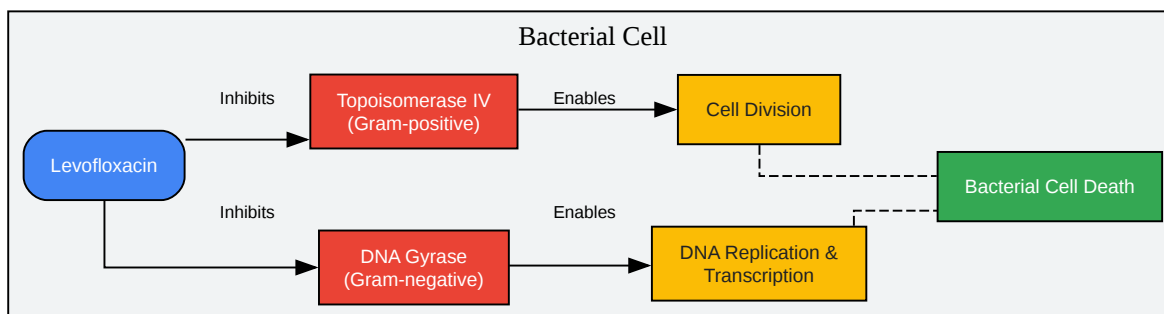 Bacterial Cell
Inhibits
Topoisomerase IV
(Gram-positive)
Enables
Cell Division
Levofloxacin
Bacterial Cell Death
Inhibits
DNA Gyrase
(Gram-negative)
Enables
DNA Replication &
Transcription